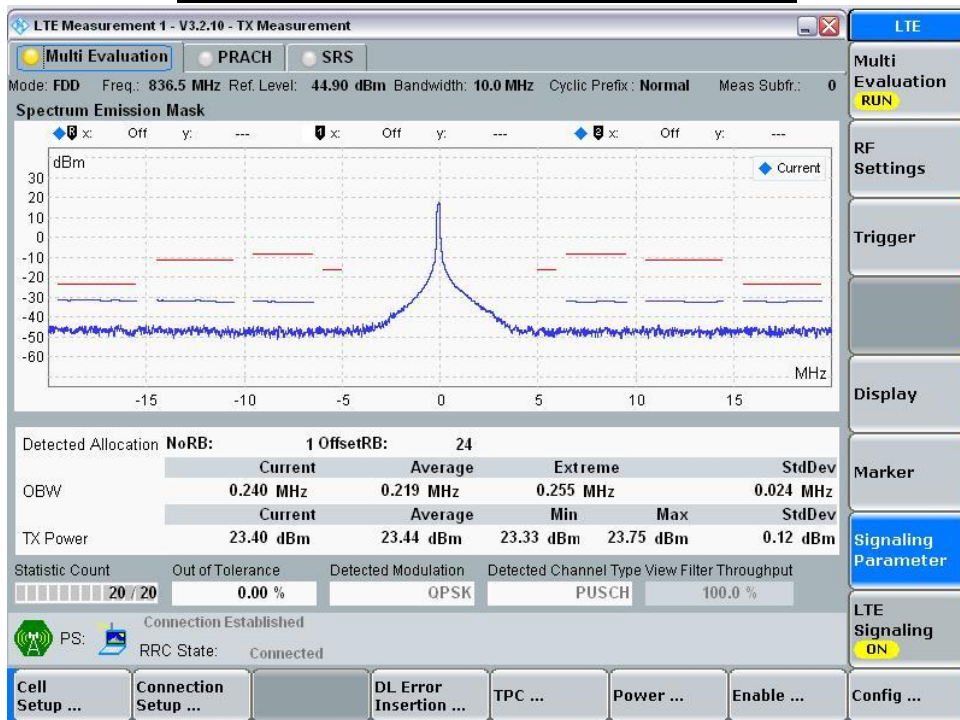 LTE Measurement 1 - V3.2.10 - TX Measurement
LTE
Multi Evaluation PRACH SRS
Mode: FDD Freq.: 836.5 MHz Ref. Level: 44.90 dBm Bandwidth: 10.0 MHz Cyclic Prefix: Normal Meas Subfr.: 0
Spectrum Emission Mask
R x: Off y: --- 1 x: Off y: --- 2 x: Off y: ---
dBm
Current
30
20
10
0
-10
-20
-30
-40
-50
-60
MHz
-15 -10 -5 0 5 10 15
Detected Allocation NoRB: 1 OffsetRB: 24
Current Average Extreme StdDev
OBW 0.240 MHz 0.219 MHz 0.255 MHz 0.024 MHz
Current Average Min Max StdDev
TX Power 23.40 dBm 23.44 dBm 23.33 dBm 23.75 dBm 0.12 dBm
Statistic Count Out of Tolerance Detected Modulation Detected Channel Type View Filter Throughput
20 / 20 0.00 % QPSK PUSCH 100.0 %
PS: Connection Established
RRC State: Connected
Multi
Evaluation
RUN
RF
Settings
Trigger
Display
Marker
Signaling
Parameter
LTE
Signaling
ON
Cell
Setup ...
Connection
Setup ...
DL Error
Insertion ...
TPC ...
Power ...
Enable ...
Config ...